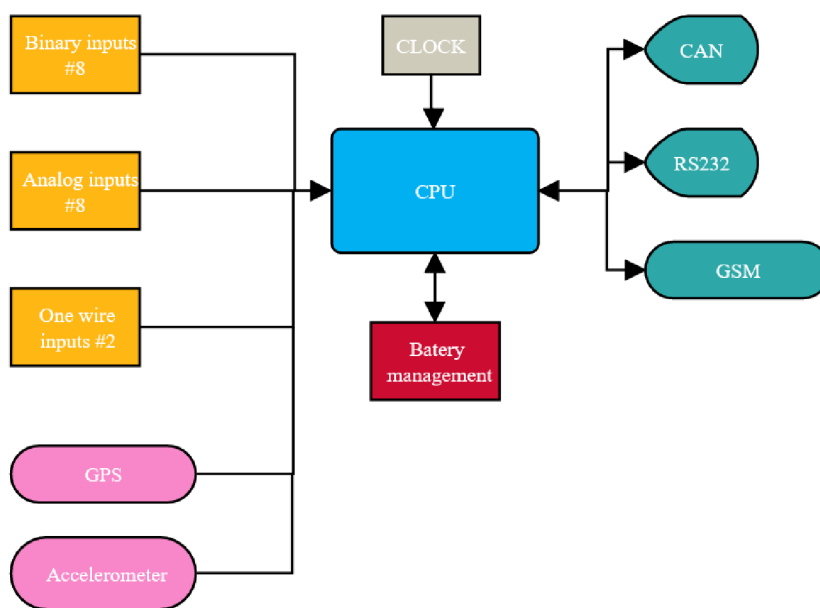 Binary inputs
#8
CLOCK
CAN
Analog inputs
#8
CPU
RS232
GSM
One wire
inputs #2
Batery
management
GPS
Accelerometer